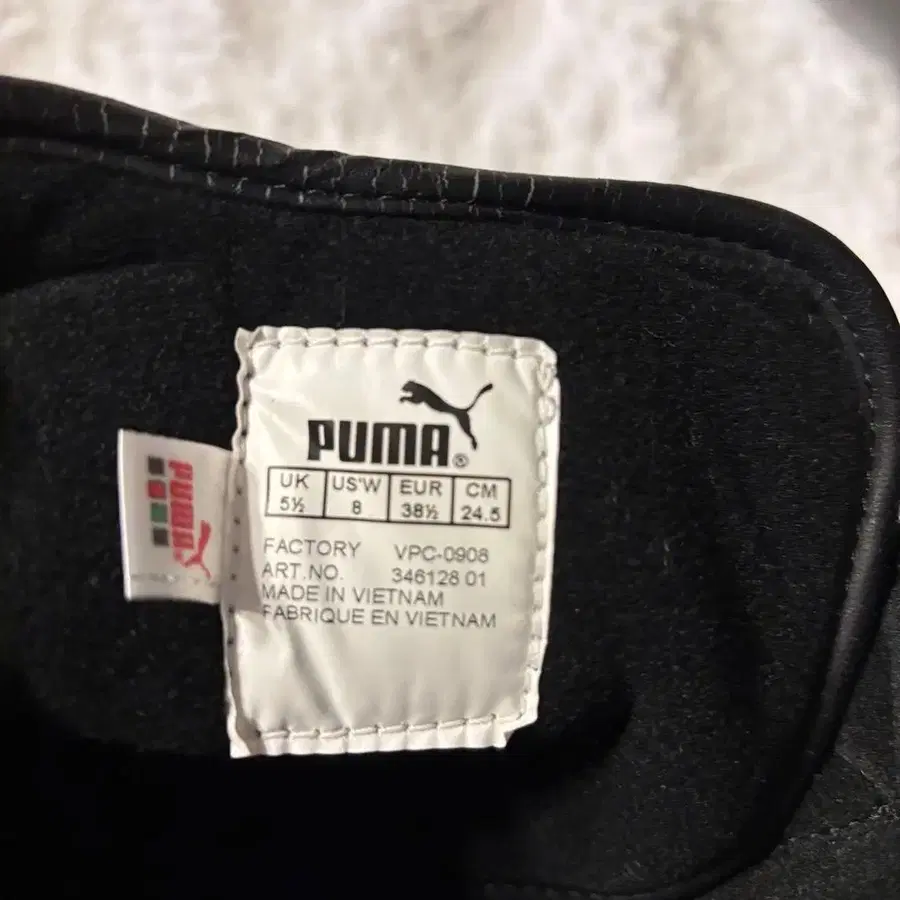 PUMA®
UK US'W EUR CM
5½ 8 38½ 24.5
FACTORY VPC-0908
ART.NO. 346128 01
MADE IN VIETNAM
FABRIQUE EN VIETNAM
PUMA